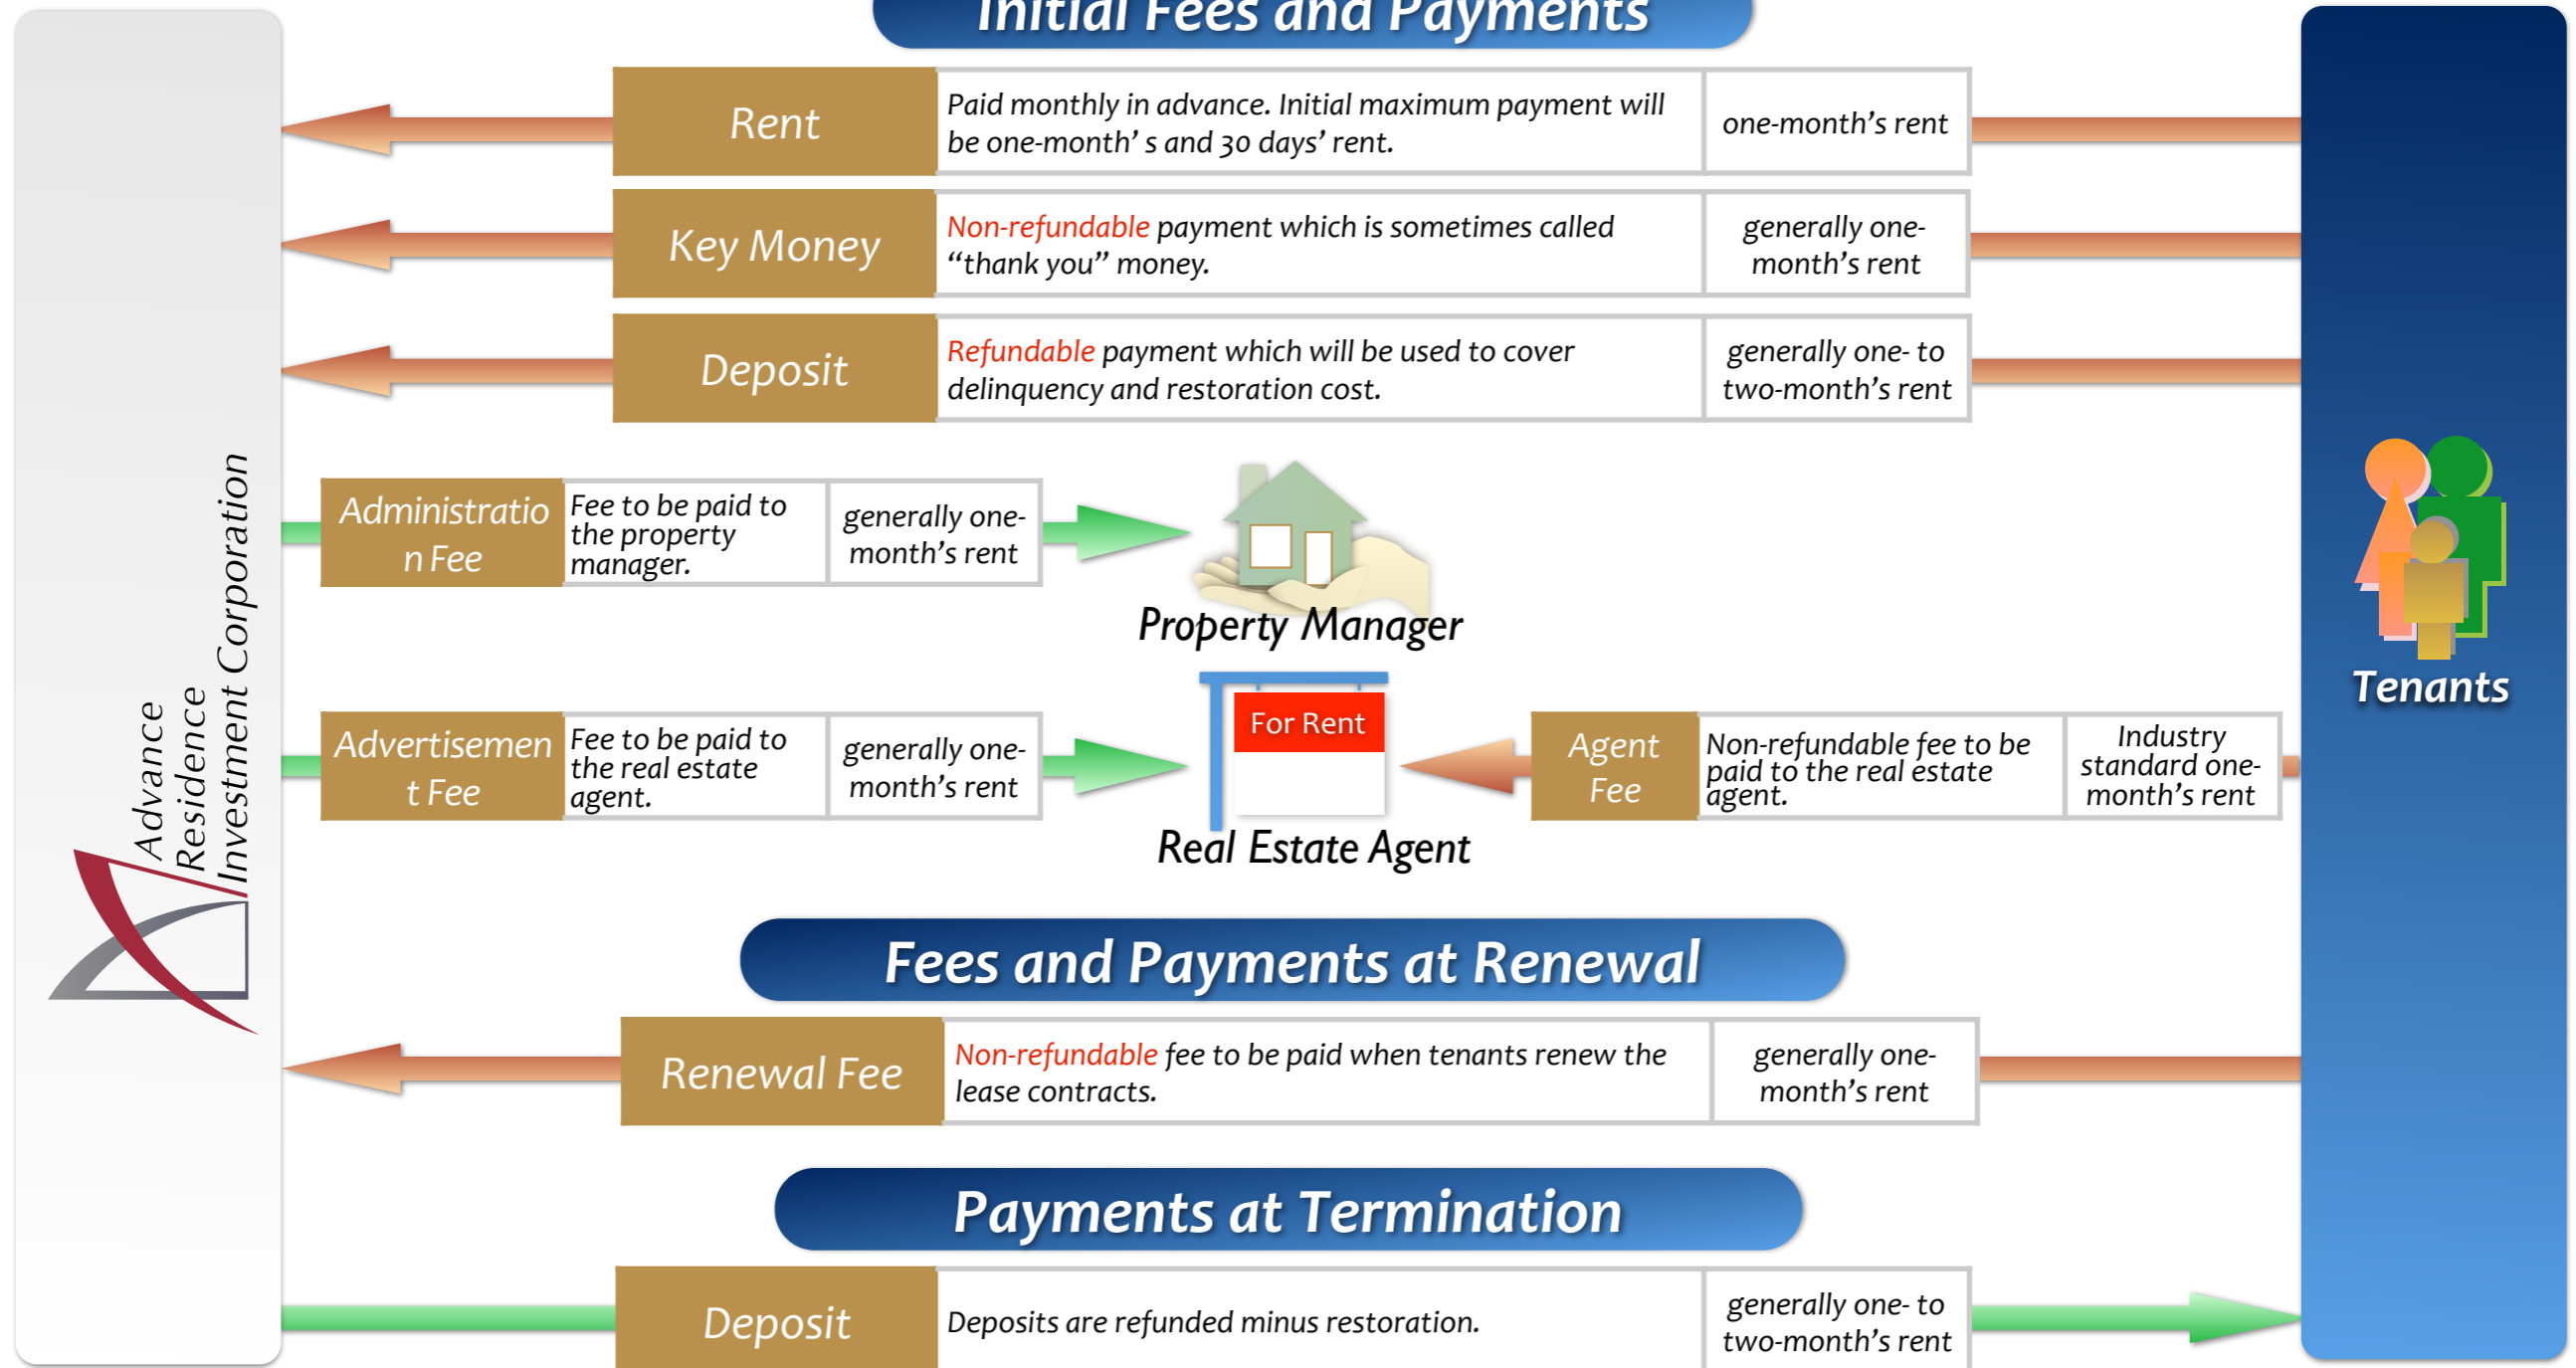 Initial Fees and Payments
Rent
Paid monthly in advance. Initial maximum payment will
be one-month' s and 30 days' rent.
one-month's rent
Key Money
Non-refundable payment which is sometimes called
“thank you” money.
generally one-
month's rent
Deposit
Refundable payment which will be used to cover
delinquency and restoration cost.
generally one- to
two-month's rent
Administratio
n Fee
Fee to be paid to
the property
manager.
generally one-
month's rent
Property Manager
Advance
Residence
Investment Corporation
Tenants
Advertisemen
t Fee
Fee to be paid to
the real estate
agent.
generally one-
month's rent
For Rent
Real Estate Agent
Agent
Fee
Non-refundable fee to be
paid to the real estate
agent.
Industry
standard one-
month's rent
Fees and Payments at Renewal
Renewal Fee
Non-refundable fee to be paid when tenants renew the
lease contracts.
generally one-
month's rent
Payments at Termination
Deposit
Deposits are refunded minus restoration.
generally one- to
two-month's rent